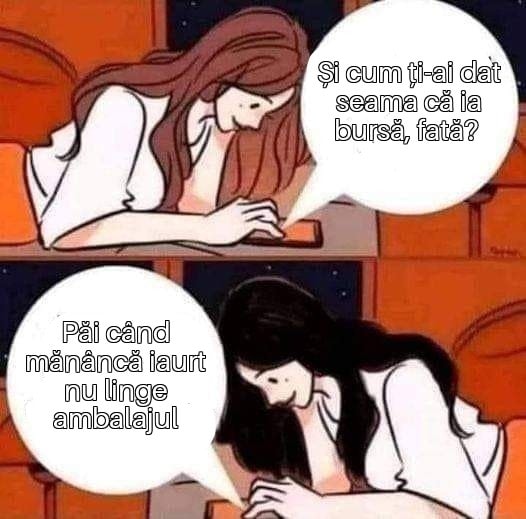 Și cum ți-ai dat
seama că ia
bursă, fată?
Păi când
mănâncă iaurt
nu linge
ambalajul